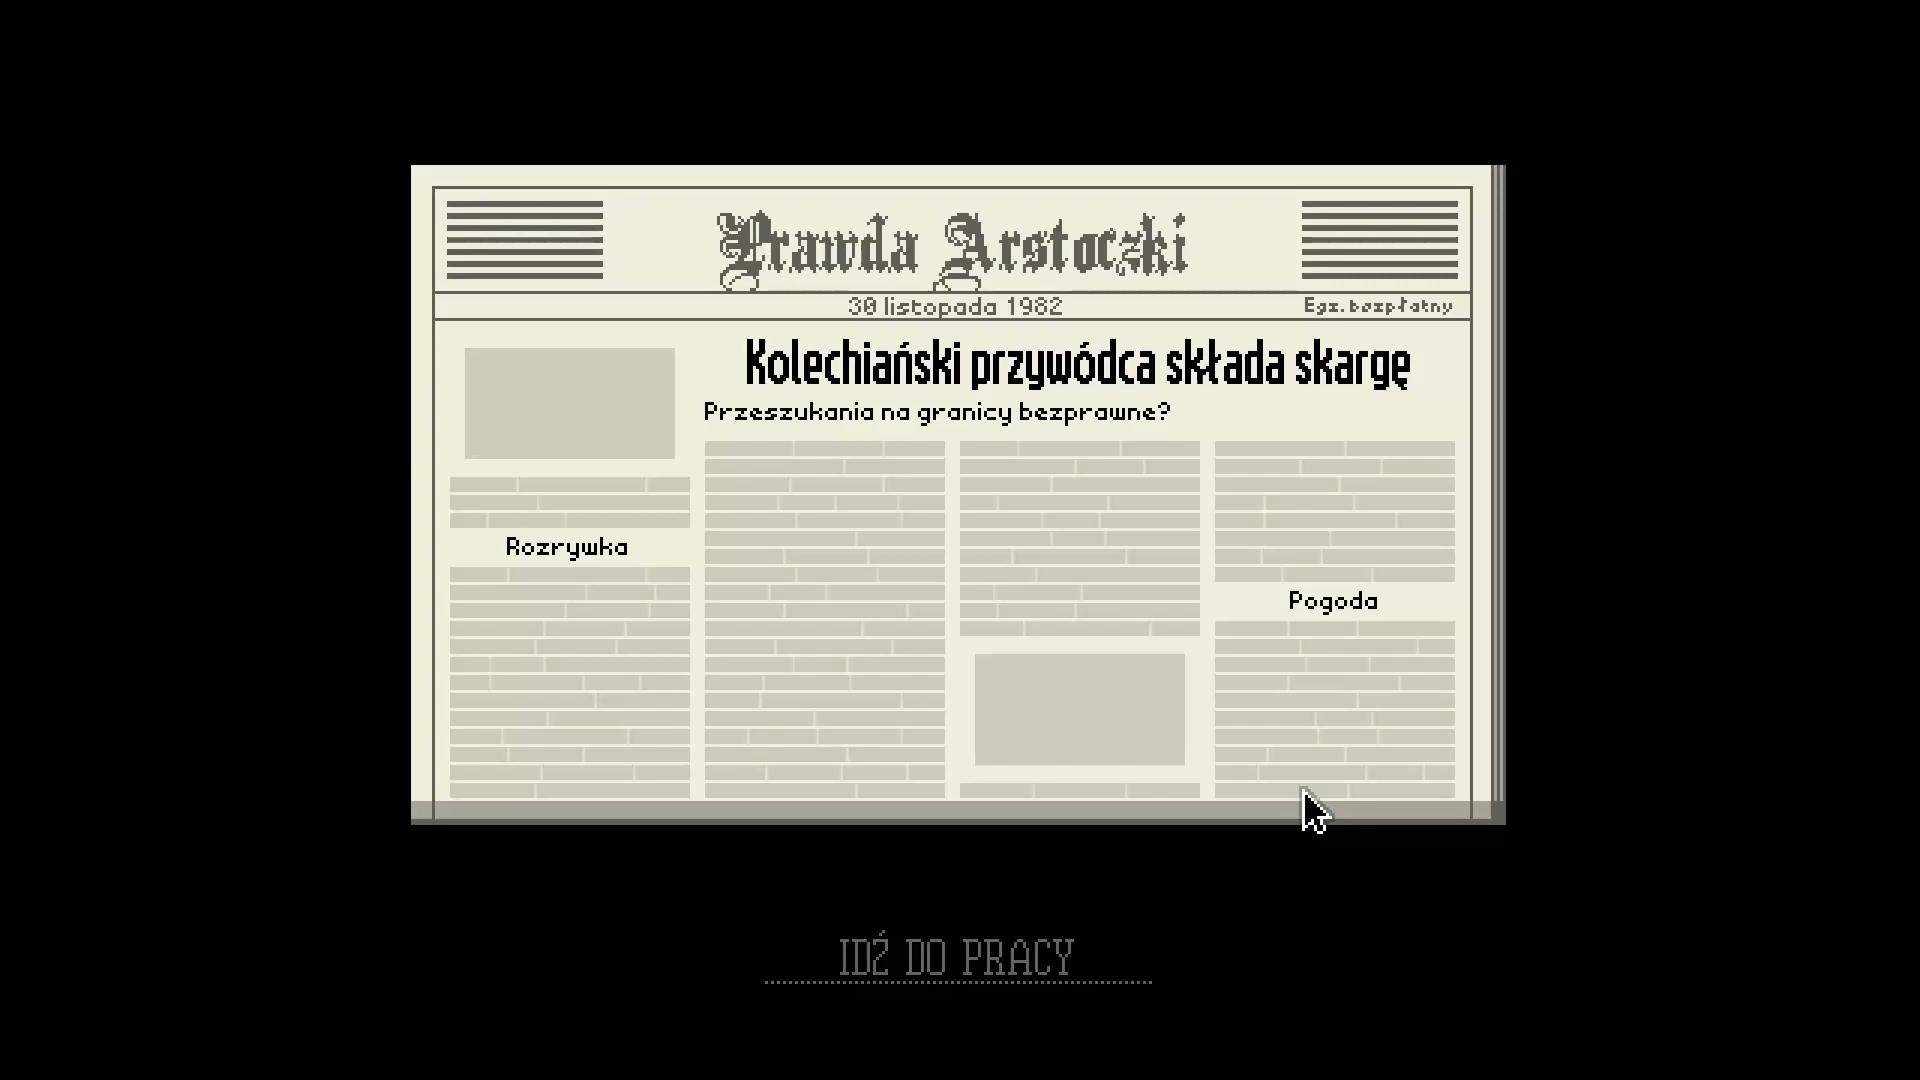 Prawda Arstoczki
30 listopada 1982
Egz. bezpłatny
Kolechiański przywódca składa skargę
Przeszukania na granicy bezprawne?
Rozrywka
Pogoda
IDŹ DO PRACY